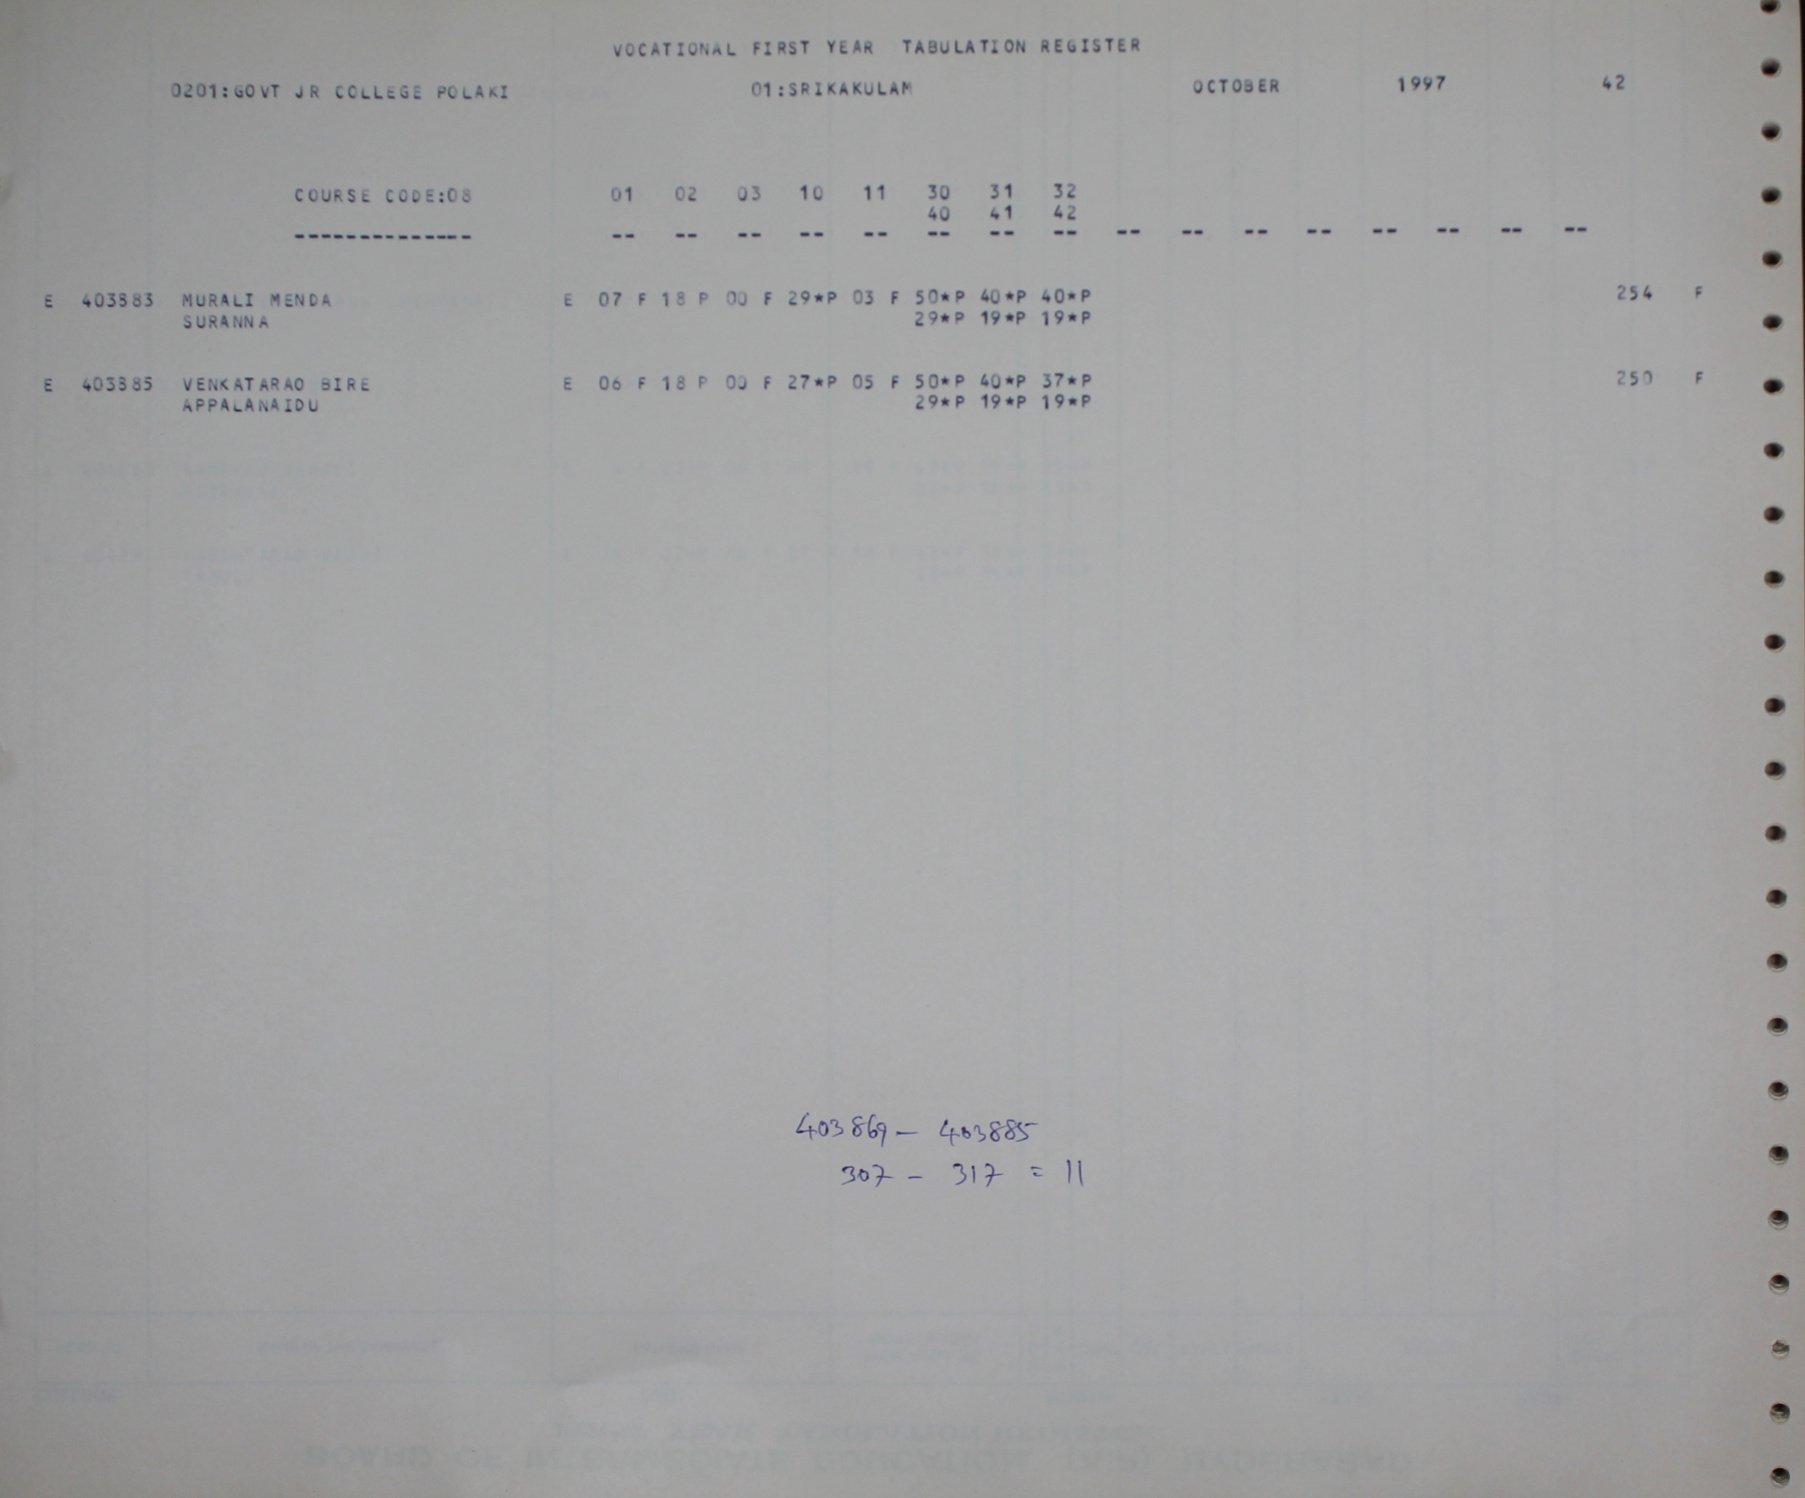 VOCATIONAL FIRST YEAR TABULATION REGISTER
0201:GOVT JR COLLEGE POLAKI 01:SRIKAKULAM OCTOBER 1997 42
COURSE CODE:08 01 02 03 10 11 30 31 32
40 41 42
-------------- -- -- -- -- -- -- -- -- -- -- -- -- -- -- -- --
E 403883 MURALI MENDA E 07 F 18 P 00 F 29*P 03 F 50*P 40*P 40*P 254 F
SURANNA 29*P 19*P 19*P
E 403885 VENKATARAO BIRE E 06 F 18 P 00 F 27*P 05 F 50*P 40*P 37*P 250 F
APPALANAIDU 29*P 19*P 19*P
403869 - 403885
307 - 317 = 11